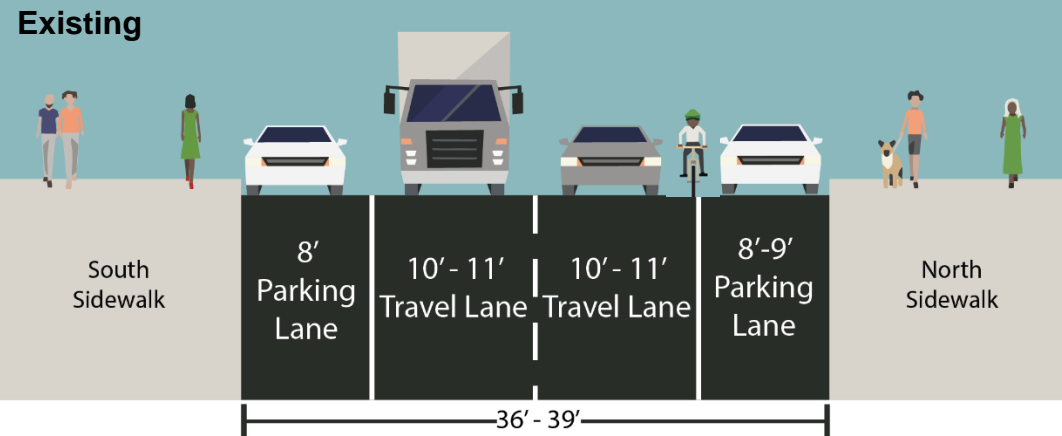 Existing
South
Sidewalk
8’
Parking
Lane
10’ - 11’
Travel Lane
10’ - 11’
Travel Lane
8’-9’
Parking
Lane
North
Sidewalk
36’ - 39’